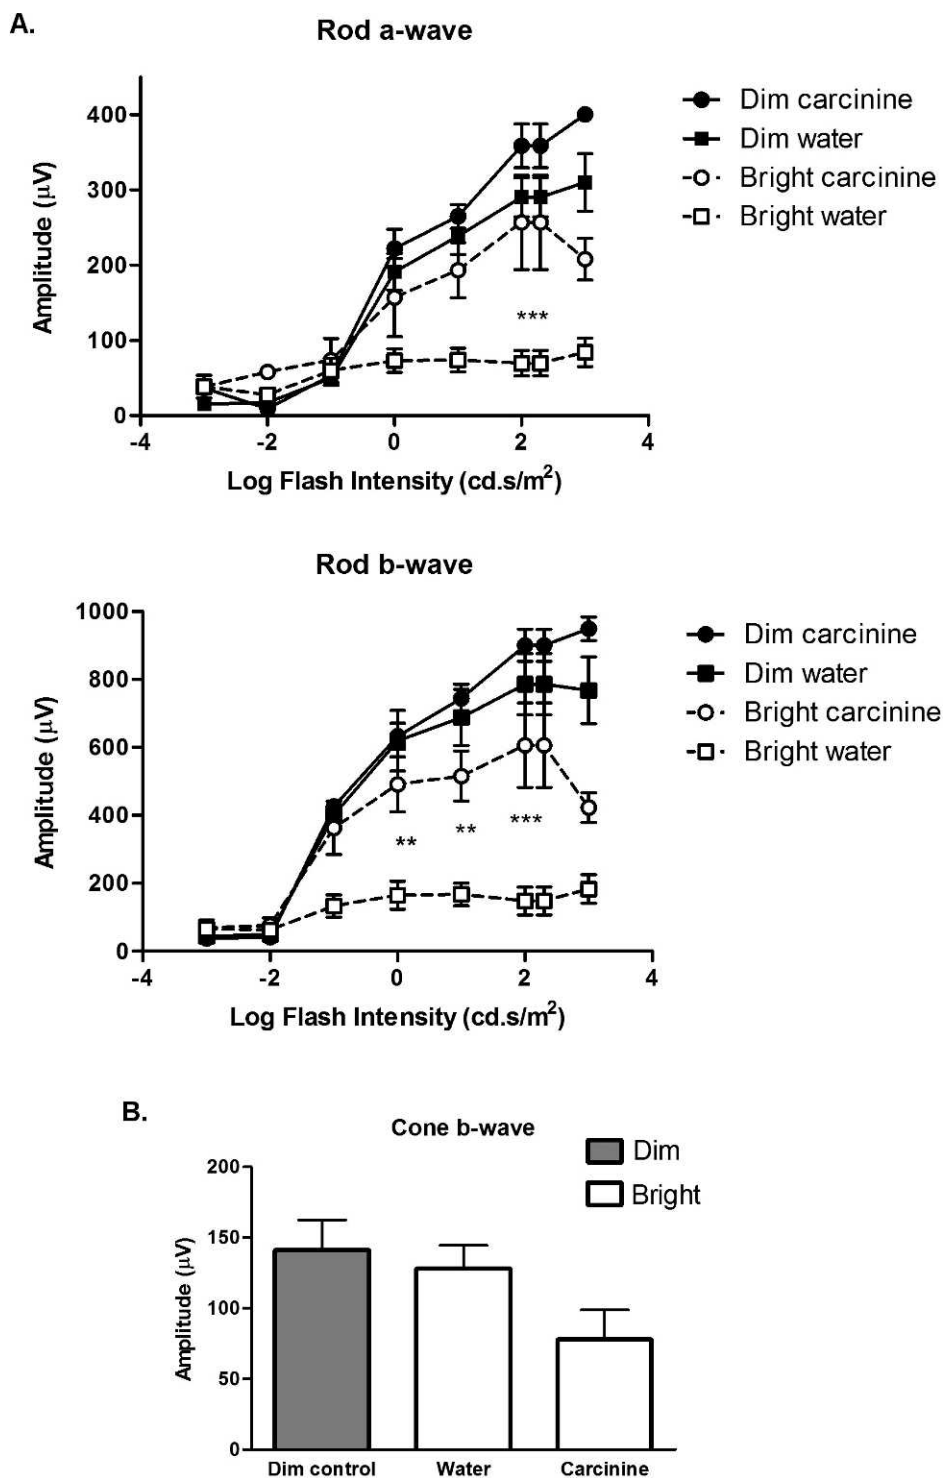 A.
Rod a-wave
Amplitude (µV)
400
300
200
100
0
-4
-2
0
2
4
Log Flash Intensity (cd.s/m²)
***
Dim carcinine
Dim water
Bright carcinine
Bright water
Rod b-wave
Amplitude (µV)
1000
800
600
400
200
0
-4
-2
0
2
4
Log Flash Intensity (cd.s/m²)
**
**
***
Dim carcinine
Dim water
Bright carcinine
Bright water
B.
Cone b-wave
Dim
Bright
Amplitude (µV)
200
150
100
50
0
Dim control
Water
Carcinine